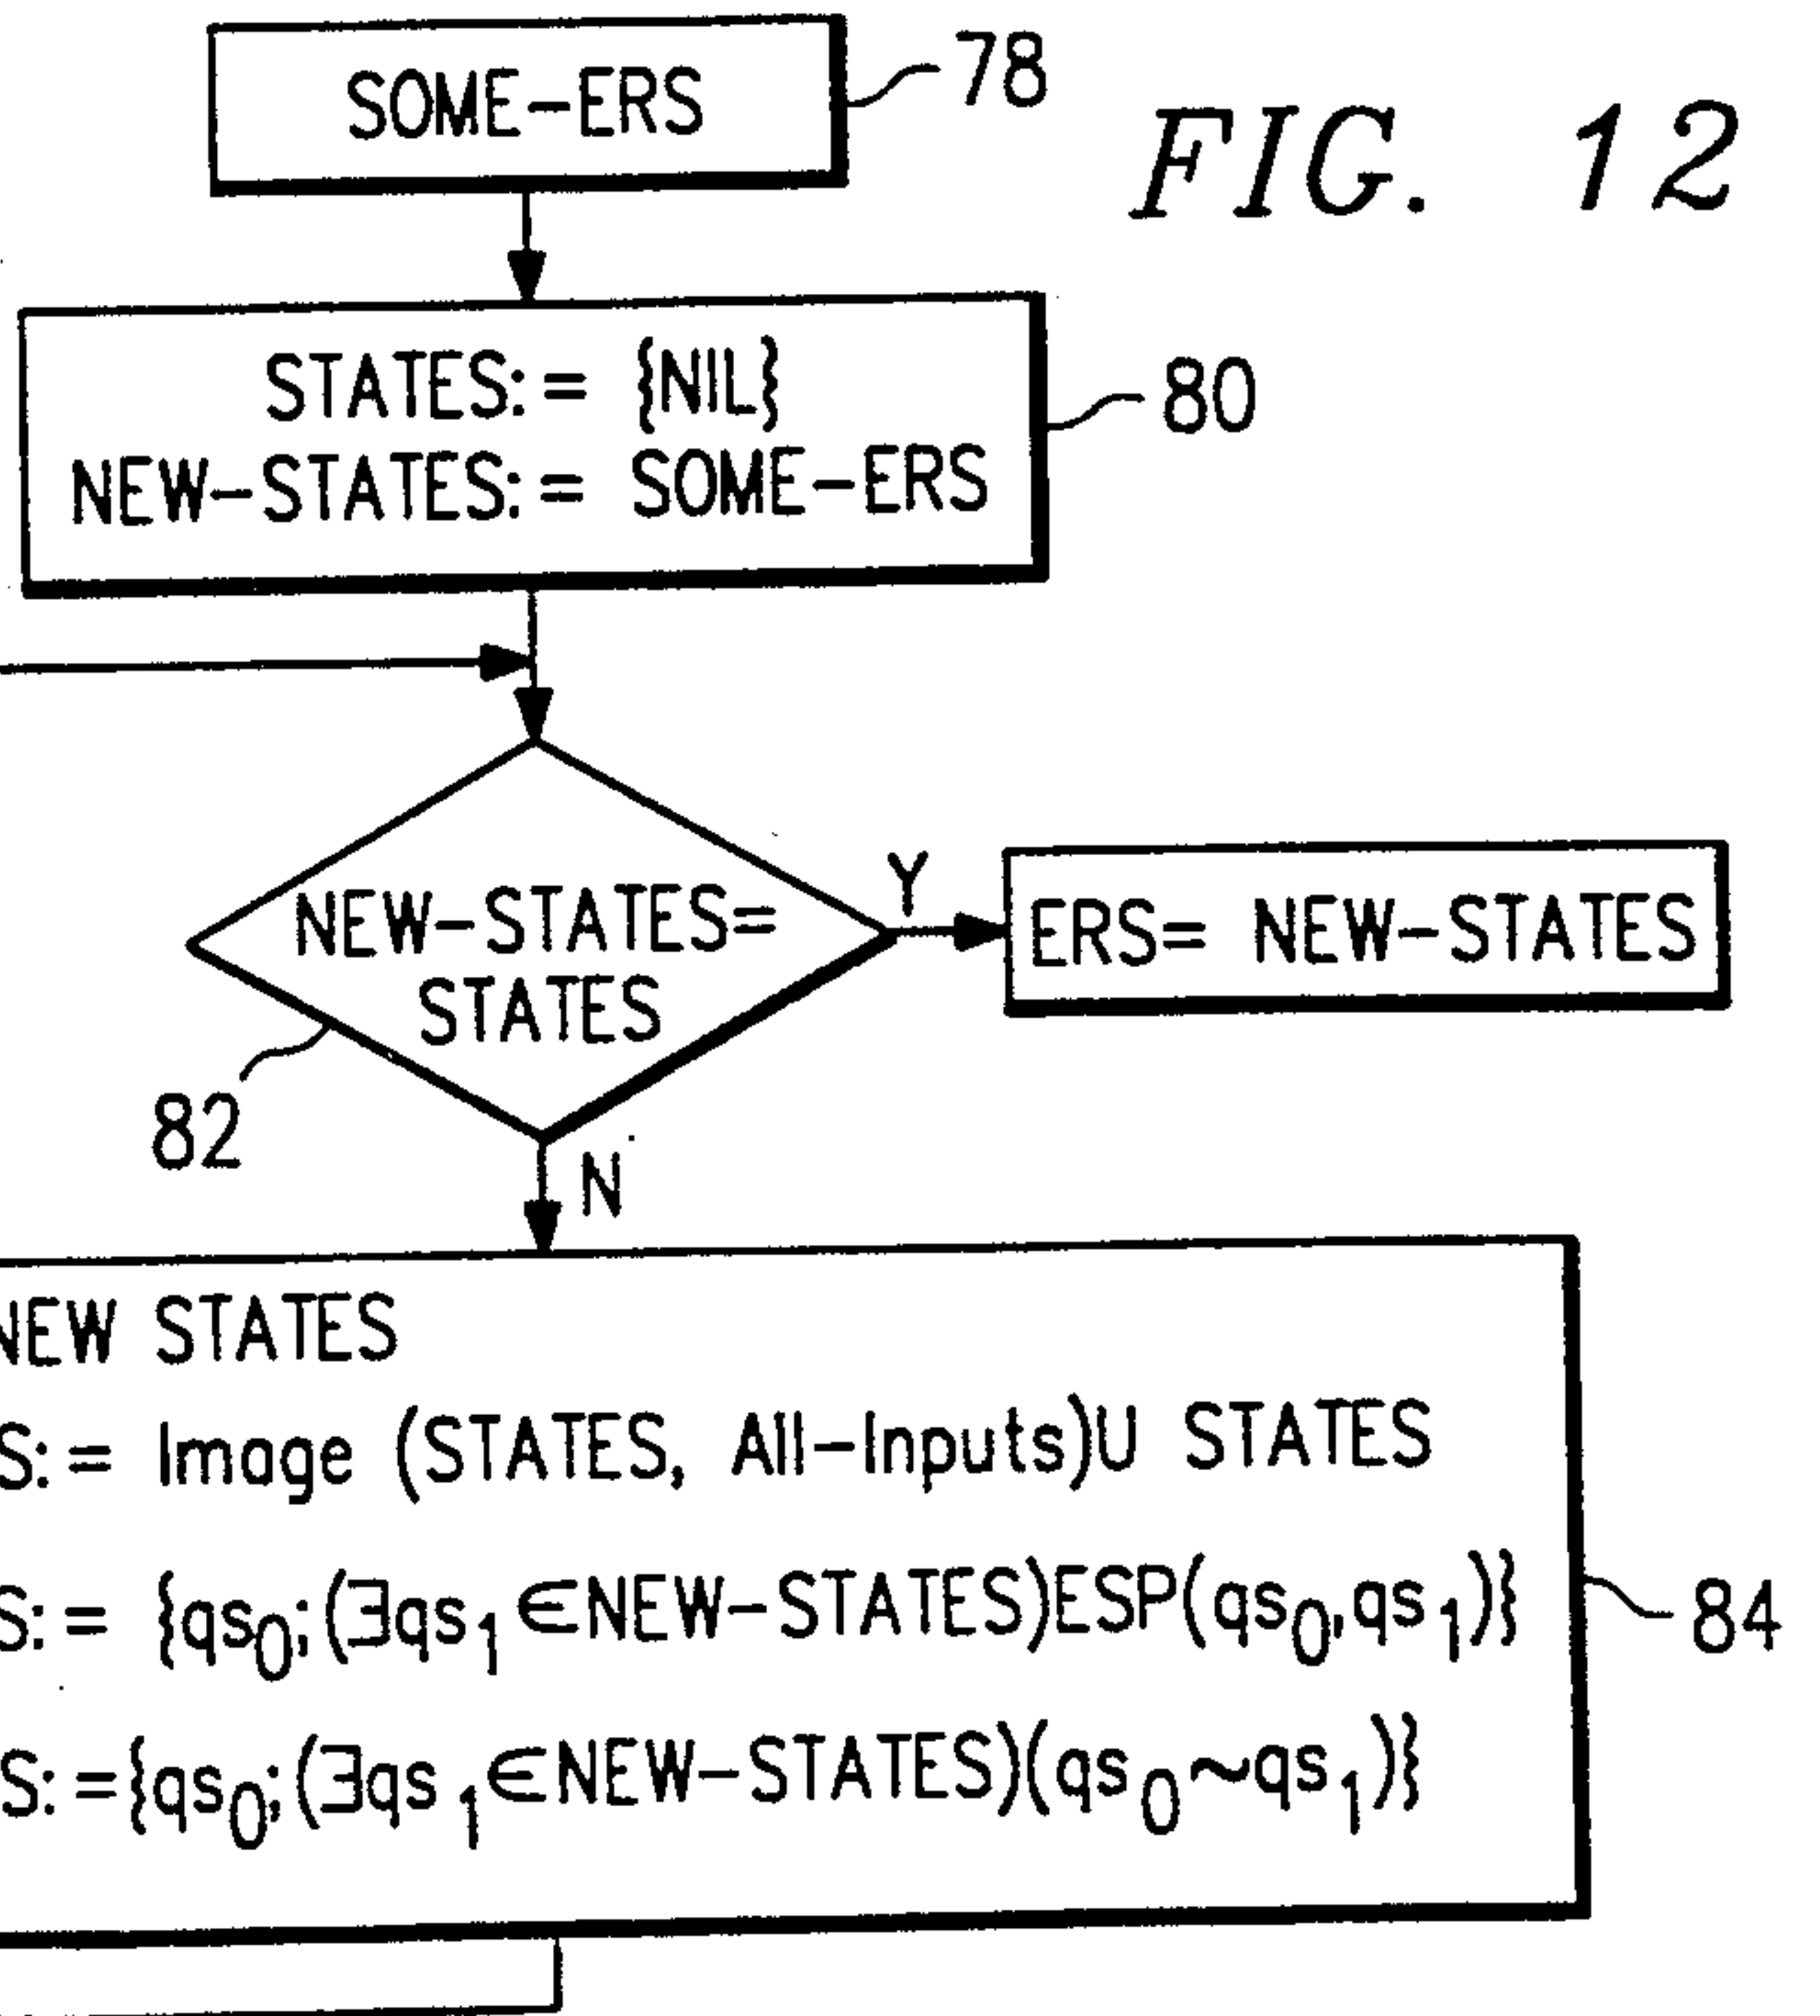 SOME-ERS
78
FIG. 12
STATES:= {NIL}
NEW-STATES:= SOME-ERS
80
NEW-STATES=
STATES
Y
ERS= NEW-STATES
82
N
NEW STATES
S:= Image (STATES, All-Inputs)U STATES
S:= {qs₀;(∃qs₁∈NEW-STATES)ESP(qs₀,qs₁)}
84
S:={qs₀;(∃qs₁∈NEW-STATES)(qs₀~qs₁)}